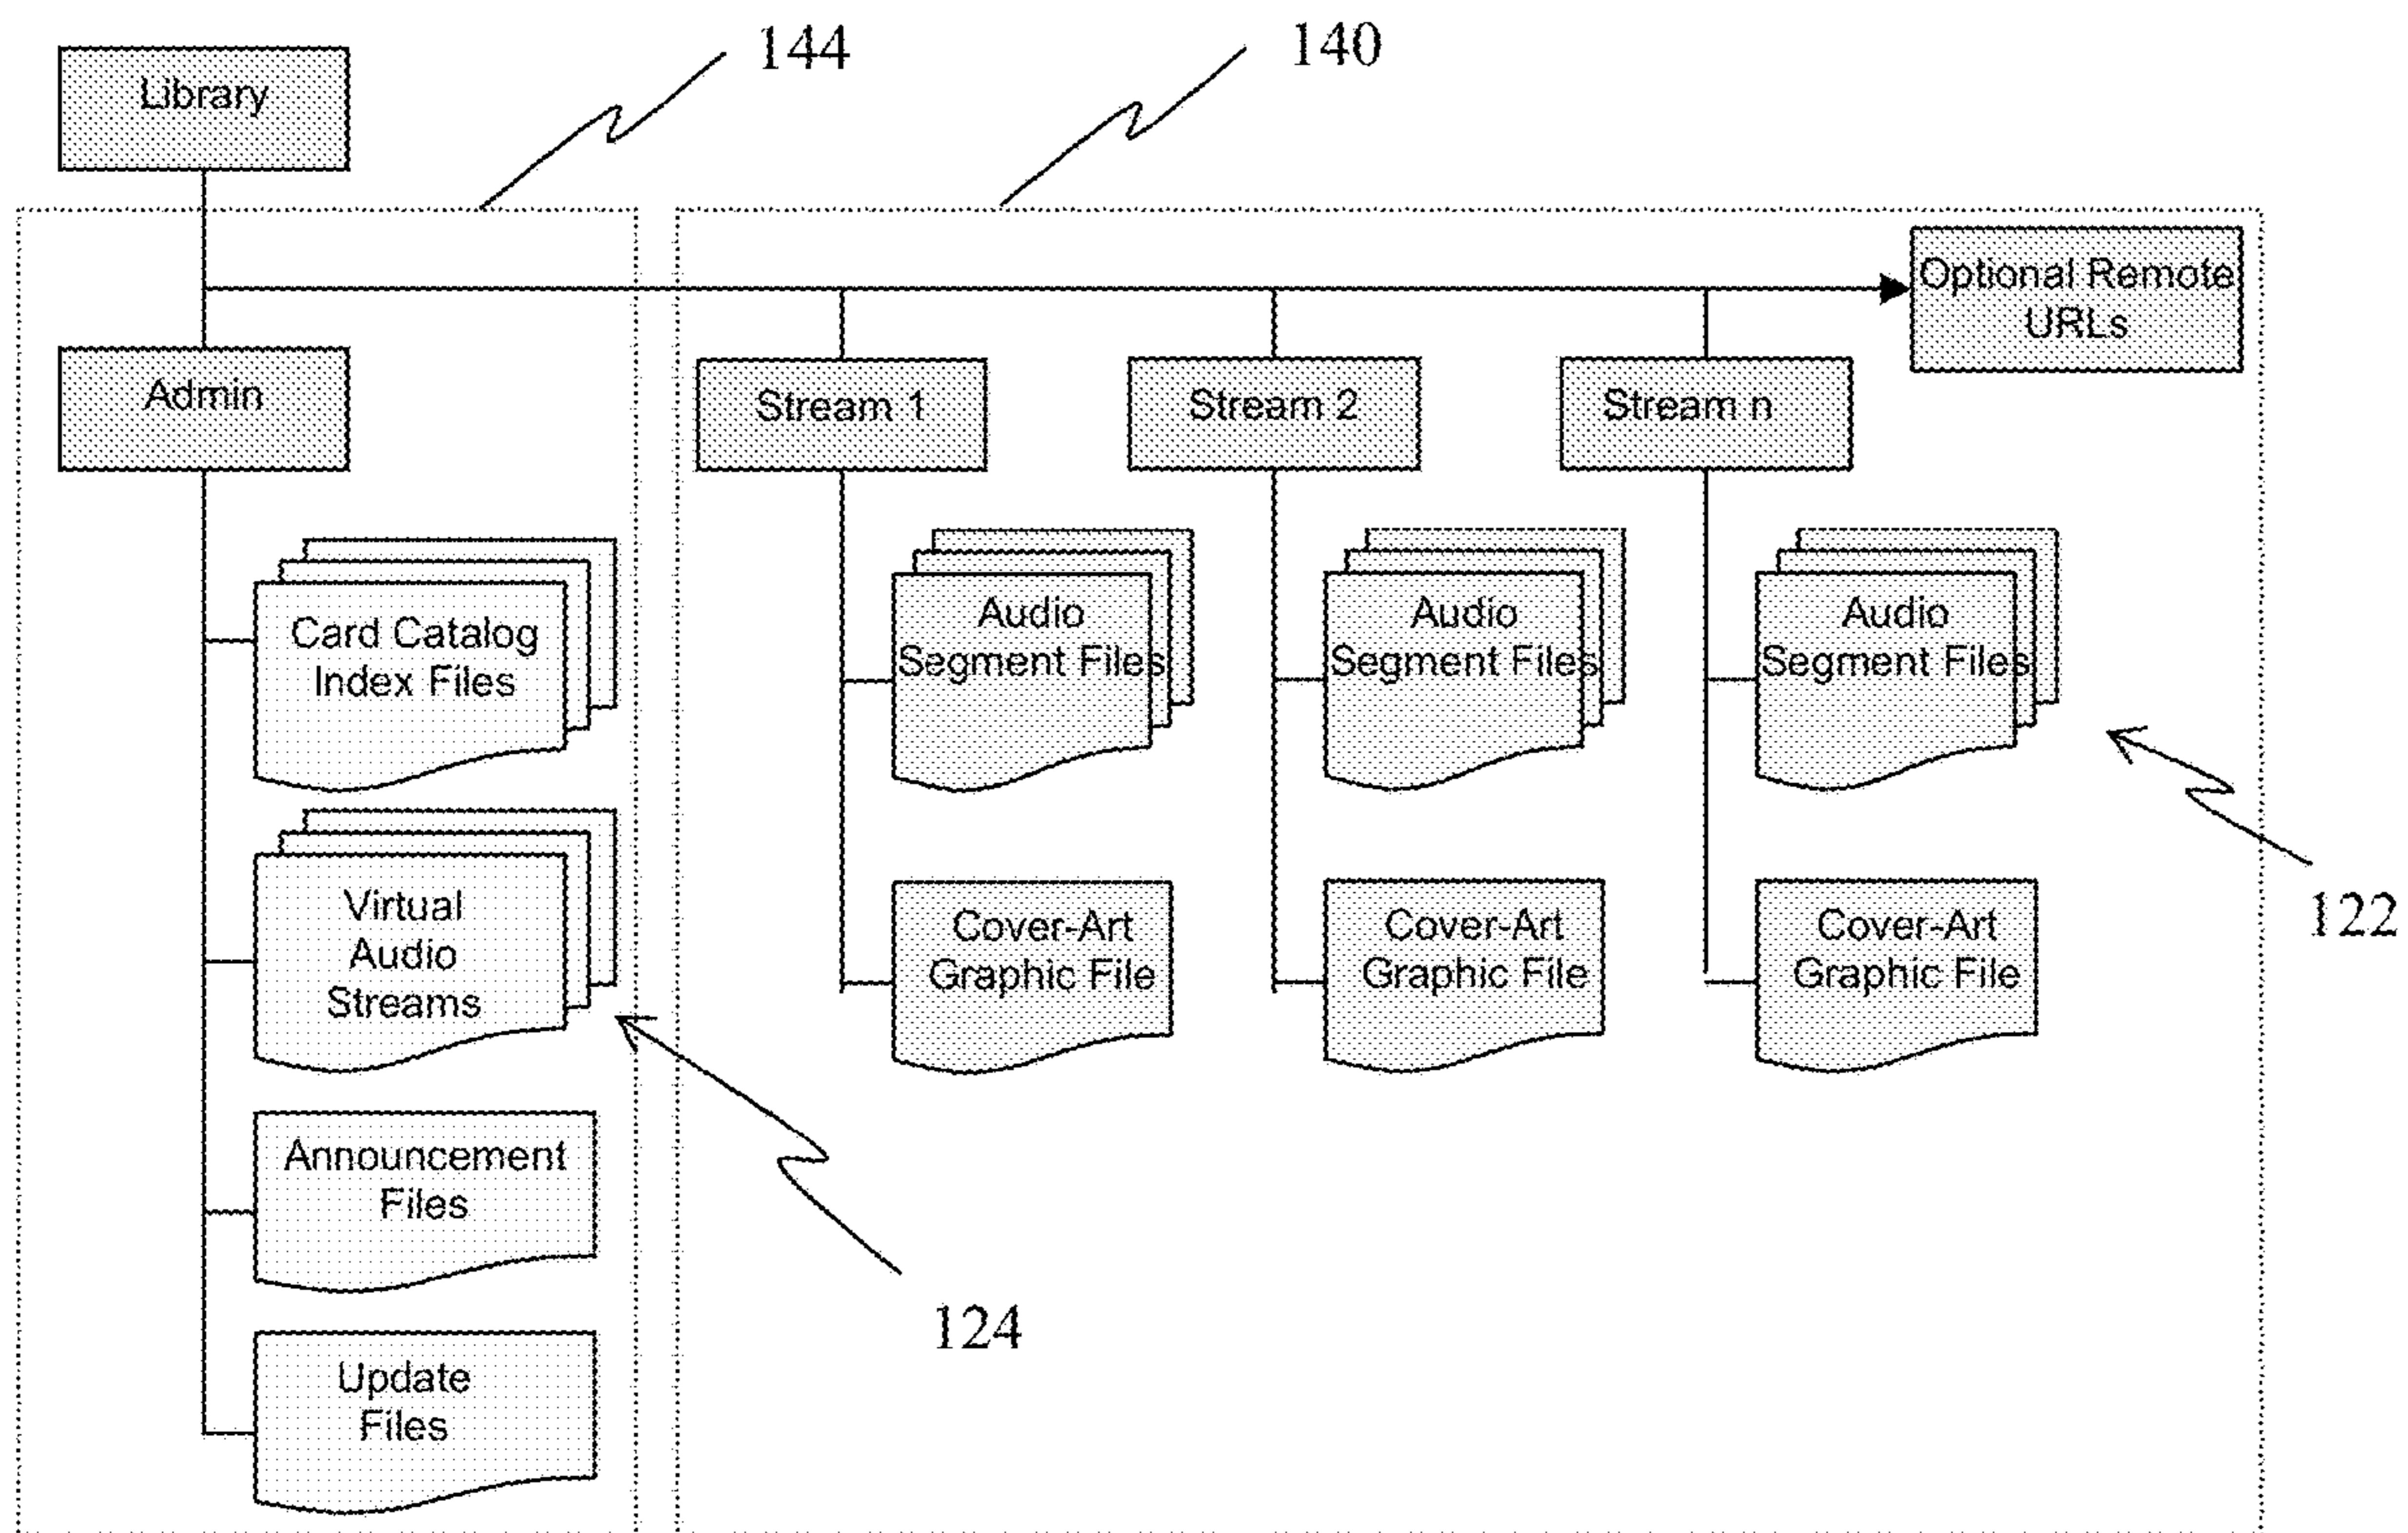 144
140
Library
Optional Remote
URLs
Admin
Stream 1
Stream 2
Stream n
Card Catalog
Index Files
Audio
Segment Files
Audio
Segment Files
Audio
Segment Files
122
Virtual
Audio
Streams
Cover-Art
Graphic File
Cover-Art
Graphic File
Cover-Art
Graphic File
124
Announcement
Files
Update
Files